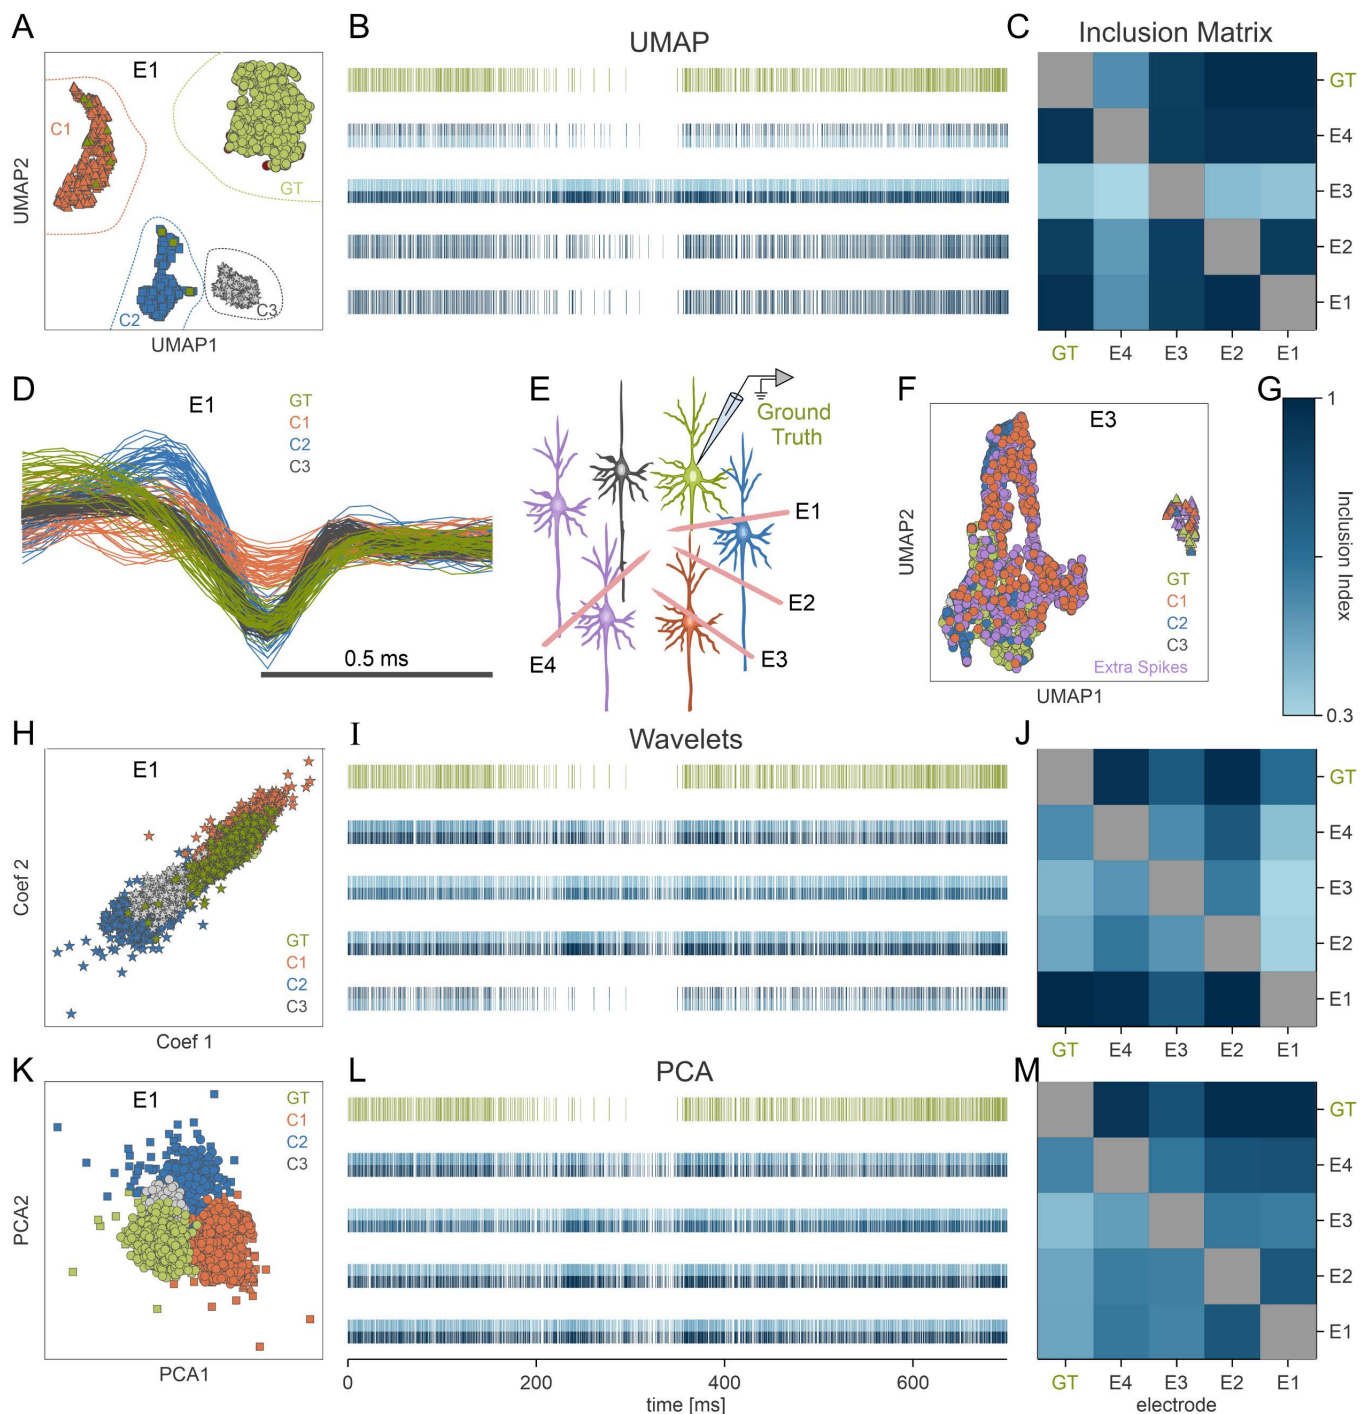 A
E1
C1
GT
C2
C3
UMAP2
UMAP1
B
UMAP
C
Inclusion Matrix
GT
E4
E3
E2
E1
GT E4 E3 E2 E1
D
E1
GT
C1
C2
C3
0.5 ms
E
Ground
Truth
E1
E2
E3
E4
F
E3
GT
C1
C2
C3
Extra Spikes
UMAP2
UMAP1
G
1
Inclusion Index
0.3
H
E1
GT
C1
C2
C3
Coef 2
Coef 1
I
Wavelets
J
GT
E4
E3
E2
E1
GT E4 E3 E2 E1
K
E1
GT
C1
C2
C3
PCA2
PCA1
L
PCA
0 200 400 600
time [ms]
M
GT
E4
E3
E2
E1
GT E4 E3 E2 E1
electrode